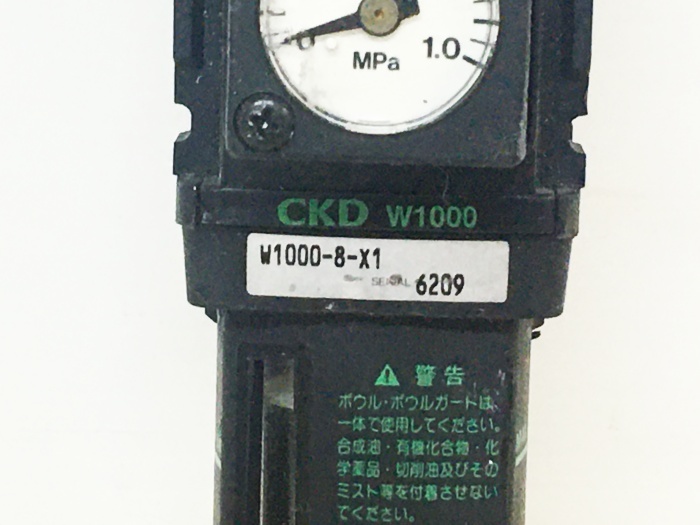 0
1.0
MPa
CKD W1000
W1000-8-X1
SERIAL 6209
⚠ 警告
ボウル・ボウルガードは、
一体で使用してください。
合成油・有機化合物・化
学薬品・切削油及びその
ミスト等を付着させない
でください。